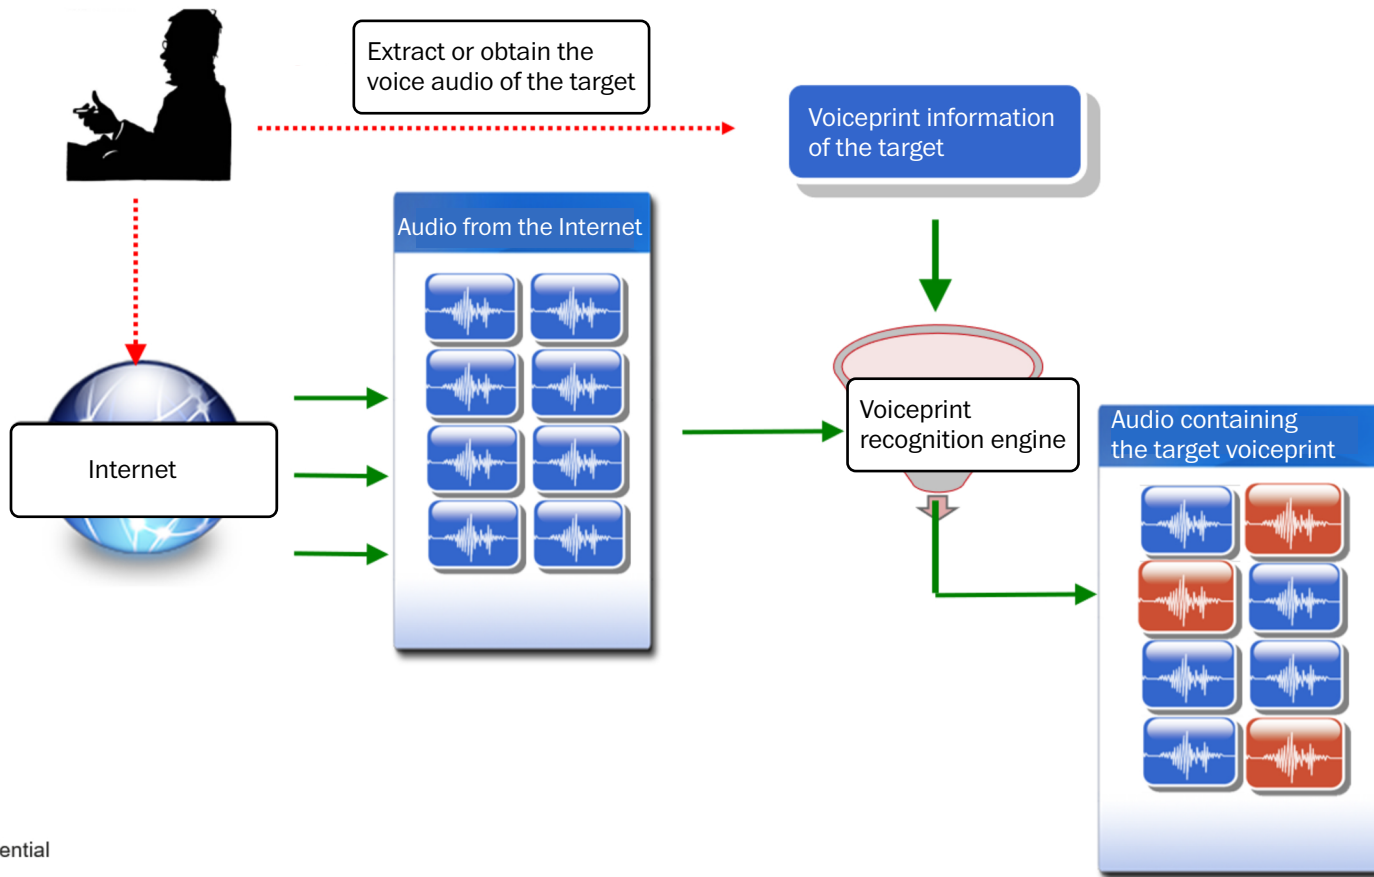 Extract or obtain the
voice audio of the target
Voiceprint information
of the target
Audio from the Internet
Internet
Voiceprint
recognition engine
Audio containing
the target voiceprint
ential